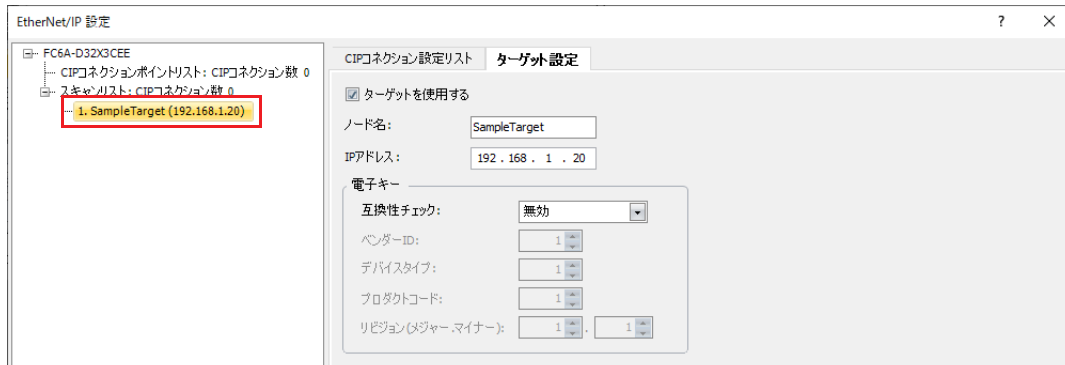 EtherNet/IP 設定
FC6A-D32X3CEE
CIPコネクションポイントリスト: CIPコネクション数 0
スキャンリスト: CIPコネクション数 0
1. SampleTarget (192.168.1.20)
CIPコネクション設定リスト
ターゲット設定
ターゲットを使用する
ノード名: SampleTarget
IPアドレス: 192 . 168 . 1 . 20
電子キー
互換性チェック: 無効
ベンダーID: 1
デバイスタイプ: 1
プロダクトコード: 1
リビジョン(メジャー.マイナー): 1 . 1